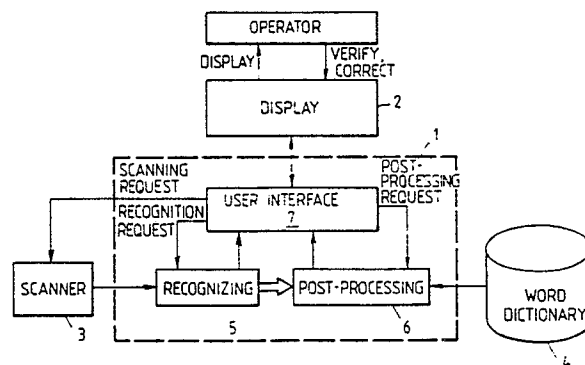 OPERATOR
DISPLAY
VERIFY
CORRECT
DISPLAY
2
1
SCANNING
REQUEST
POST-
PROCESSING
REQUEST
USER INTERFACE
7
RECOGNITION
REQUEST
SCANNER
3
RECOGNIZING
5
POST-PROCESSING
6
WORD
DICTIONARY
4